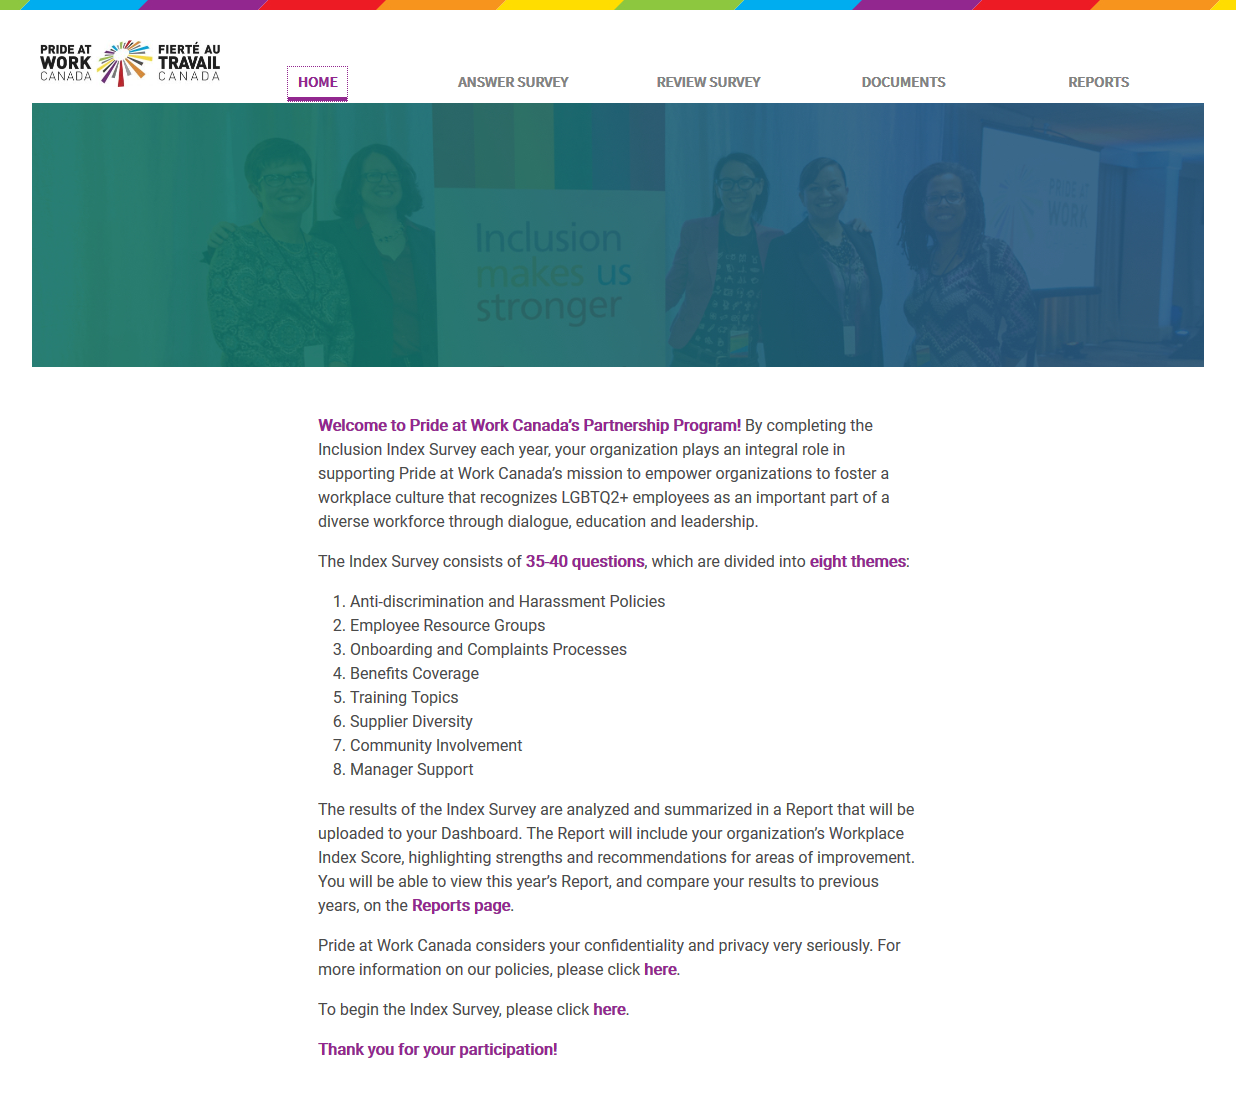 PRIDE AT
WORK
CANADA
FIERTÉ AU
TRAVAIL
CANADA
HOME
ANSWER SURVEY
REVIEW SURVEY
DOCUMENTS
REPORTS
Inclusion
makes us
stronger
PRIDE AT
WORK
Welcome to Pride at Work Canada’s Partnership Program! By completing the
Inclusion Index Survey each year, your organization plays an integral role in
supporting Pride at Work Canada’s mission to empower organizations to foster a
workplace culture that recognizes LGBTQ2+ employees as an important part of a
diverse workforce through dialogue, education and leadership.
The Index Survey consists of 35-40 questions, which are divided into eight themes:
1. Anti-discrimination and Harassment Policies
2. Employee Resource Groups
3. Onboarding and Complaints Processes
4. Benefits Coverage
5. Training Topics
6. Supplier Diversity
7. Community Involvement
8. Manager Support
The results of the Index Survey are analyzed and summarized in a Report that will be
uploaded to your Dashboard. The Report will include your organization’s Workplace
Index Score, highlighting strengths and recommendations for areas of improvement.
You will be able to view this year’s Report, and compare your results to previous
years, on the Reports page.
Pride at Work Canada considers your confidentiality and privacy very seriously. For
more information on our policies, please click here.
To begin the Index Survey, please click here.
Thank you for your participation!